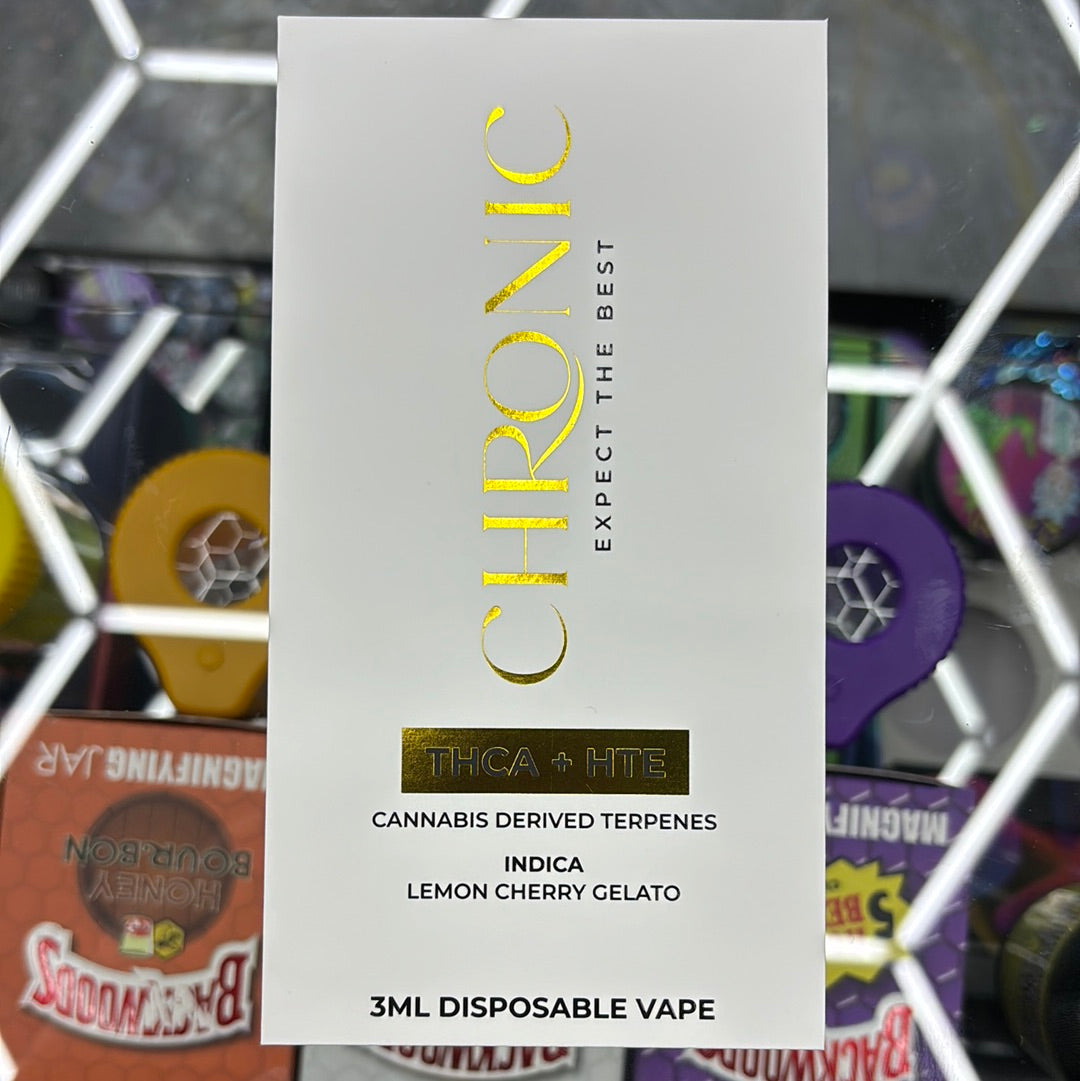 CHRONIC
EXPECT THE BEST
THCA + HTE
CANNABIS DERIVED TERPENES
INDICA
LEMON CHERRY GELATO
3ML DISPOSABLE VAPE
MAGNIFYING JAR
HONEY
BOURBON
BACKWOODS
BACKWOODS
BACKWOODS